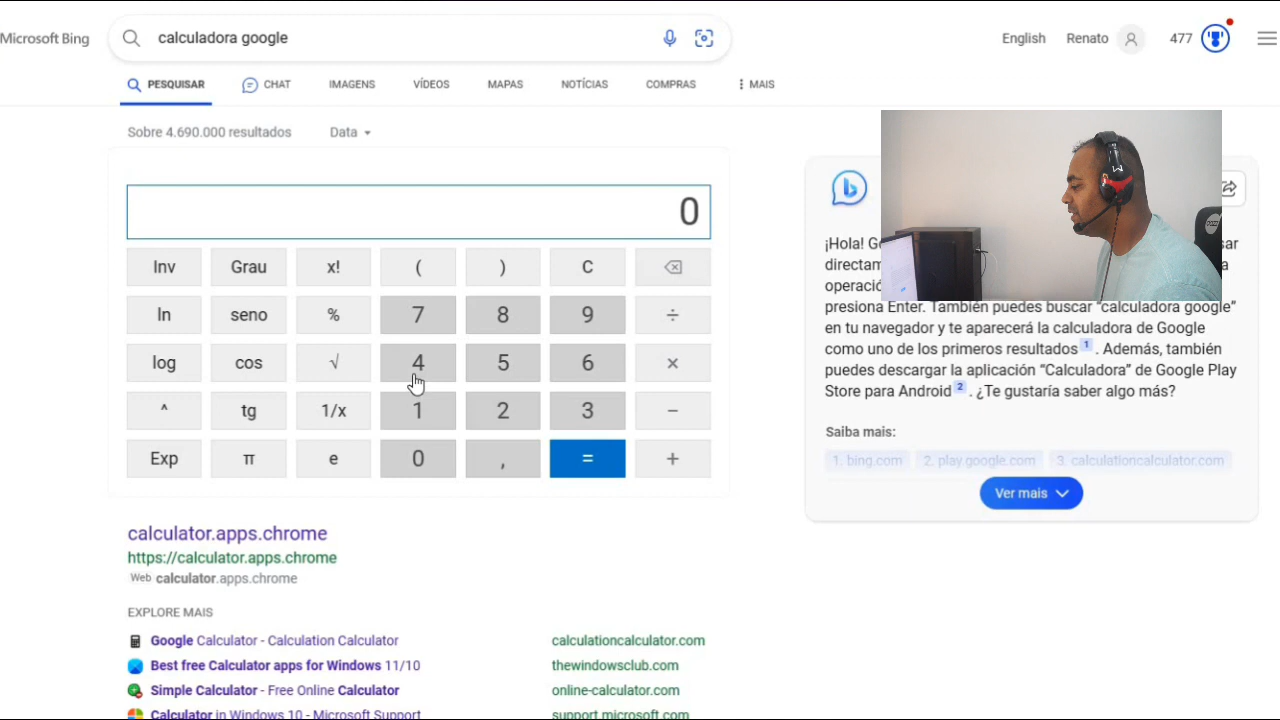 Microsoft Bing
calculadora google
English
Renato
477
PESQUISAR
CHAT
IMAGENS
VÍDEOS
MAPAS
NOTÍCIAS
COMPRAS
MAIS
Sobre 4.690.000 resultados
Data
0
Inv Grau x! ( ) C
ln seno % 7 8 9 ÷
log cos √ 4 5 6 ×
^ tg 1/x 1 2 3 −
Exp π e 0 , = +
calculator.apps.chrome
https://calculator.apps.chrome
Web calculator.apps.chrome
EXPLORE MAIS
Google Calculator - Calculation Calculator
calculationcalculator.com
Best free Calculator apps for Windows 11/10
thewindowsclub.com
Simple Calculator - Free Online Calculator
online-calculator.com
Calculator in Windows 10 - Microsoft Support
support.microsoft.com
¡Hola!
presiona Enter. También puedes buscar “calculadora google”
en tu navegador y te aparecerá la calculadora de Google
como uno de los primeros resultados 1 . Además, también
puedes descargar la aplicación “Calculadora” de Google Play
Store para Android 2 . ¿Te gustaría saber algo más?
Saiba mais:
1. bing.com
2. play.google.com
3. calculationcalculator.com
Ver mais